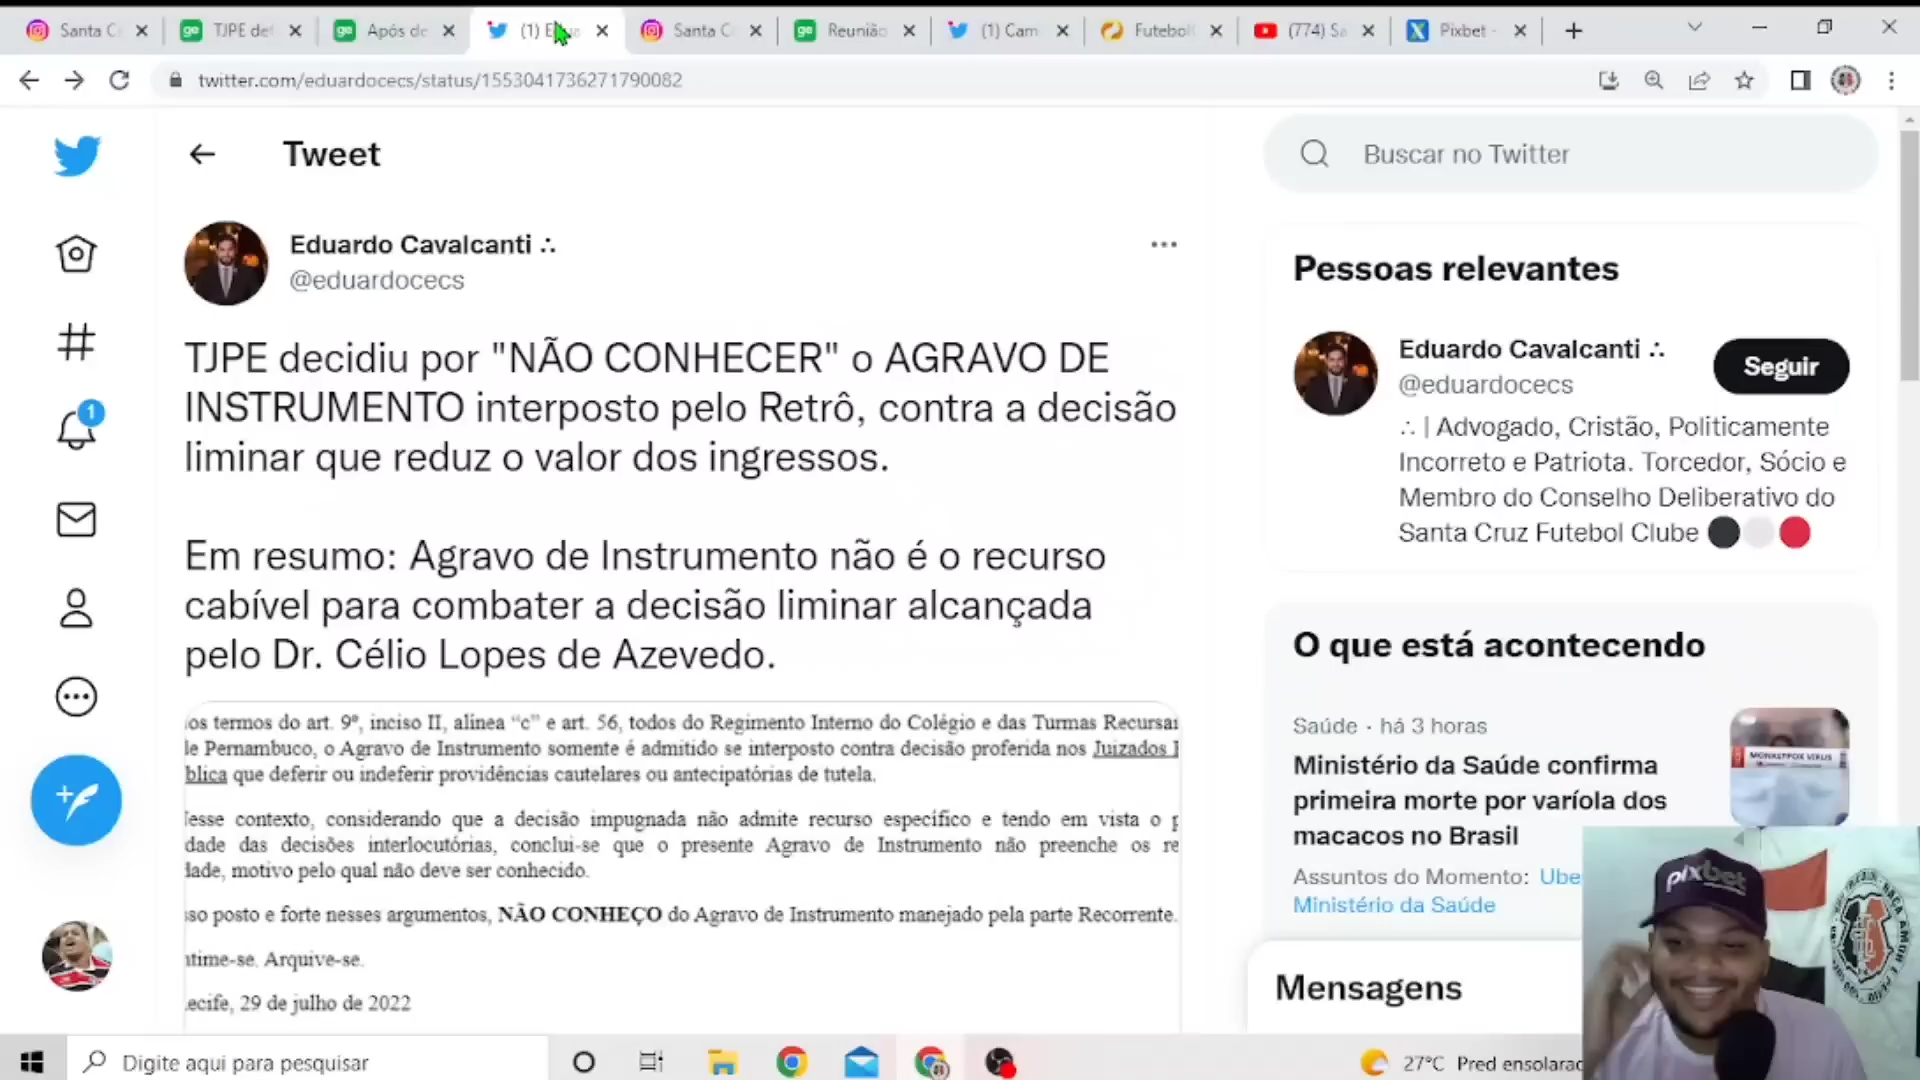 Santa C
TJPE de
Após de
(1) E
Santa C
Reunião
(1) Cam
Futebol
(774) Sa
Pixbet -
twitter.com/eduardocecs/status/1553041736271790082
Tweet
Buscar no Twitter
Eduardo Cavalcanti ∴
@eduardocecs
TJPE decidiu por "NÃO CONHECER" o AGRAVO DE
INSTRUMENTO interposto pelo Retrô, contra a decisão
liminar que reduz o valor dos ingressos.
Em resumo: Agravo de Instrumento não é o recurso
cabível para combater a decisão liminar alcançada
pelo Dr. Célio Lopes de Azevedo.
os termos do art. 9º, inciso II, alínea “c” e art. 56, todos do Regimento Interno do Colégio e das Turmas Recursai
de Pernambuco, o Agravo de Instrumento somente é admitido se interposto contra decisão proferida nos Juizados
blica que deferir ou indeferir providências cautelares ou antecipatórias de tutela.
esse contexto, considerando que a decisão impugnada não admite recurso específico e tendo em vista o p
dade das decisões interlocutórias, conclui-se que o presente Agravo de Instrumento não preenche os re
dade, motivo pelo qual não deve ser conhecido.
so posto e forte nesses argumentos, NÃO CONHEÇO do Agravo de Instrumento manejado pela parte Recorrente.
ntime-se. Arquive-se.
ecife, 29 de julho de 2022
Pessoas relevantes
Eduardo Cavalcanti ∴
@eduardocecs
Seguir
∴ | Advogado, Cristão, Politicamente
Incorreto e Patriota. Torcedor, Sócio e
Membro do Conselho Deliberativo do
Santa Cruz Futebol Clube
O que está acontecendo
Saúde · há 3 horas
Ministério da Saúde confirma
primeira morte por varíola dos
macacos no Brasil
MONKEYPOX VIRUS
Assuntos do Momento: Ube
Ministério da Saúde
Mensagens
1
pixbet
Digite aqui para pesquisar
27°C Pred ensolarad